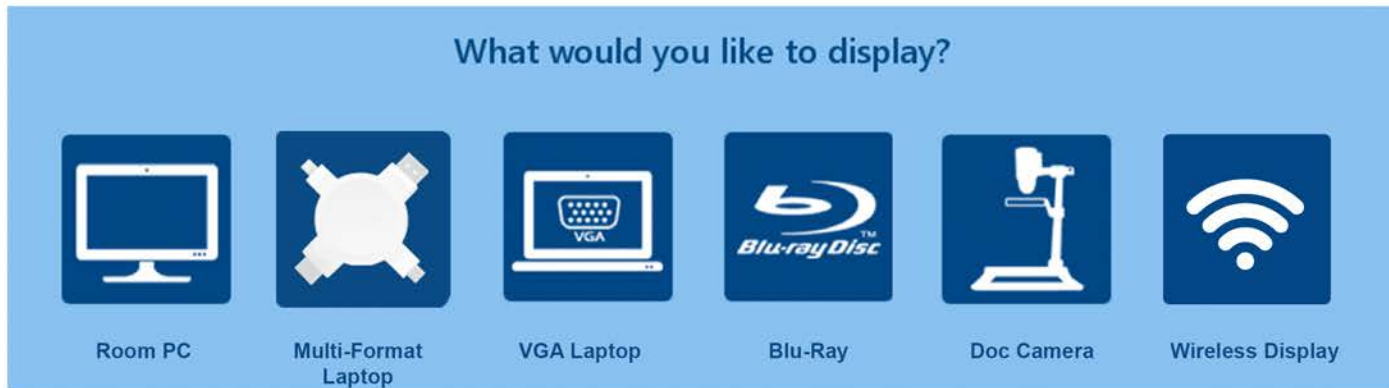 What would you like to display?
VGA
Blu-ray Disc
TM
Room PC
Multi-Format
Laptop
VGA Laptop
Blu-Ray
Doc Camera
Wireless Display